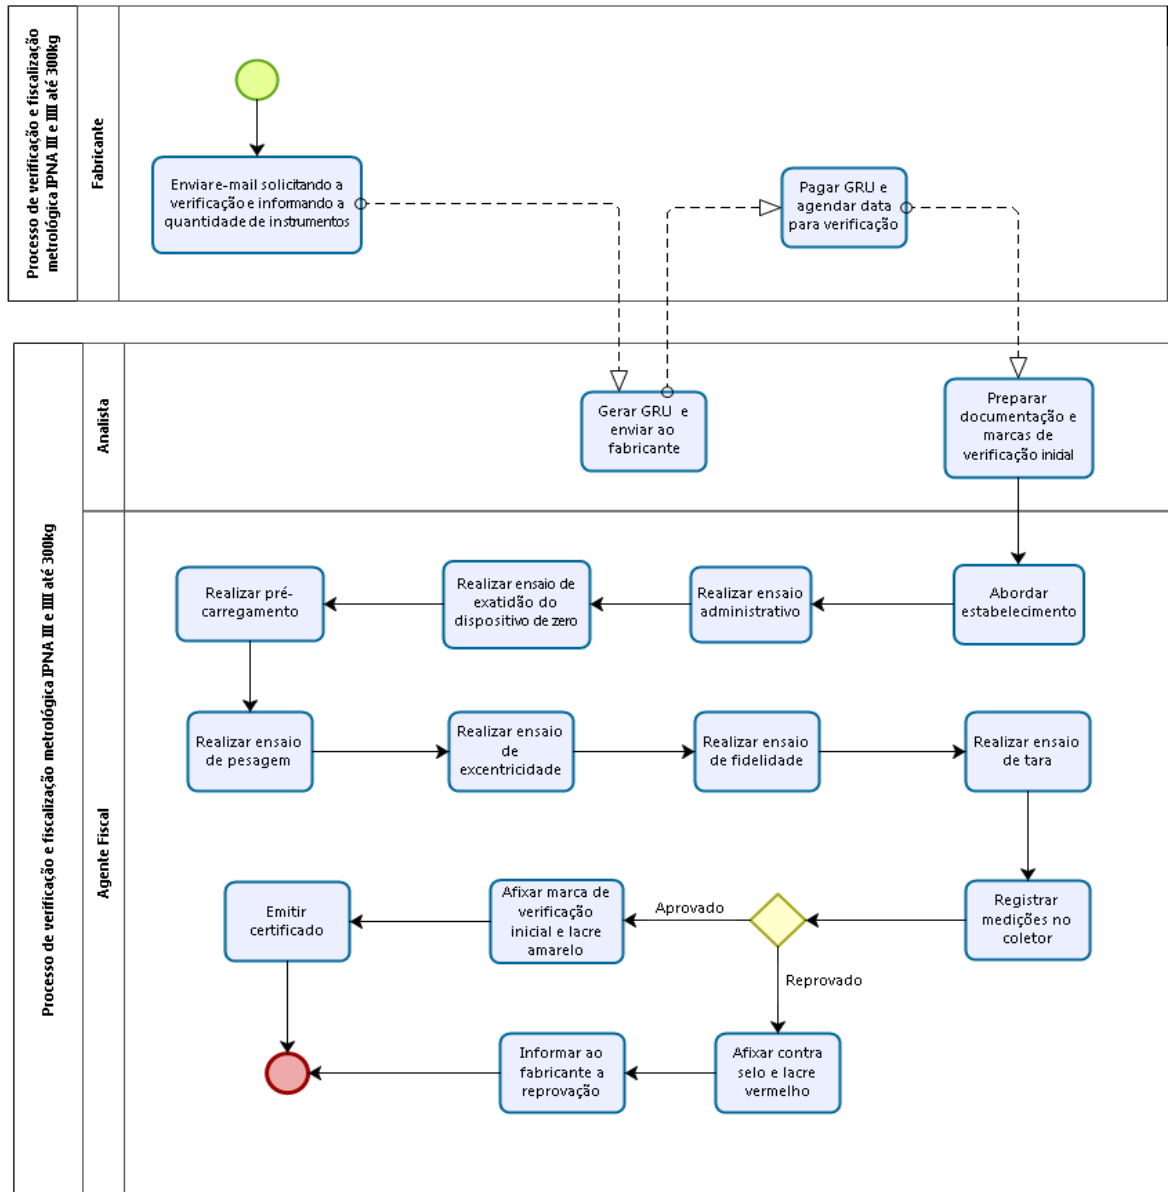 Processo de verificação e fiscalização
metrológica IPNA III e IIII até 300kg
Fabricante
Enviar e-mail solicitando a
verificação e informando a
quantidade de instrumentos
Pagar GRU e
agendar data
para verificação
Processo de verificação e fiscalização metrológica IPNA III e IIII até 300kg
Analista
Gerar GRU e
enviar ao
fabricante
Preparar
documentação e
marcas de
verificação inicial
Agente Fiscal
Realizar pré-
carregamento
Realizar ensaio de
exatidão do
dispositivo de zero
Realizar ensaio
administrativo
Abordar
estabelecimento
Realizar ensaio
de pesagem
Realizar ensaio
de
excentricidade
Realizar ensaio
de fidelidade
Realizar ensaio
de tara
Emitir
certificado
Afixar marca de
verificação
inicial e lacre
amarelo
Aprovado
Registrar
medições no
coletor
Reprovado
Informar ao
fabricante a
reprovação
Afixar contra
selo e lacre
vermelho